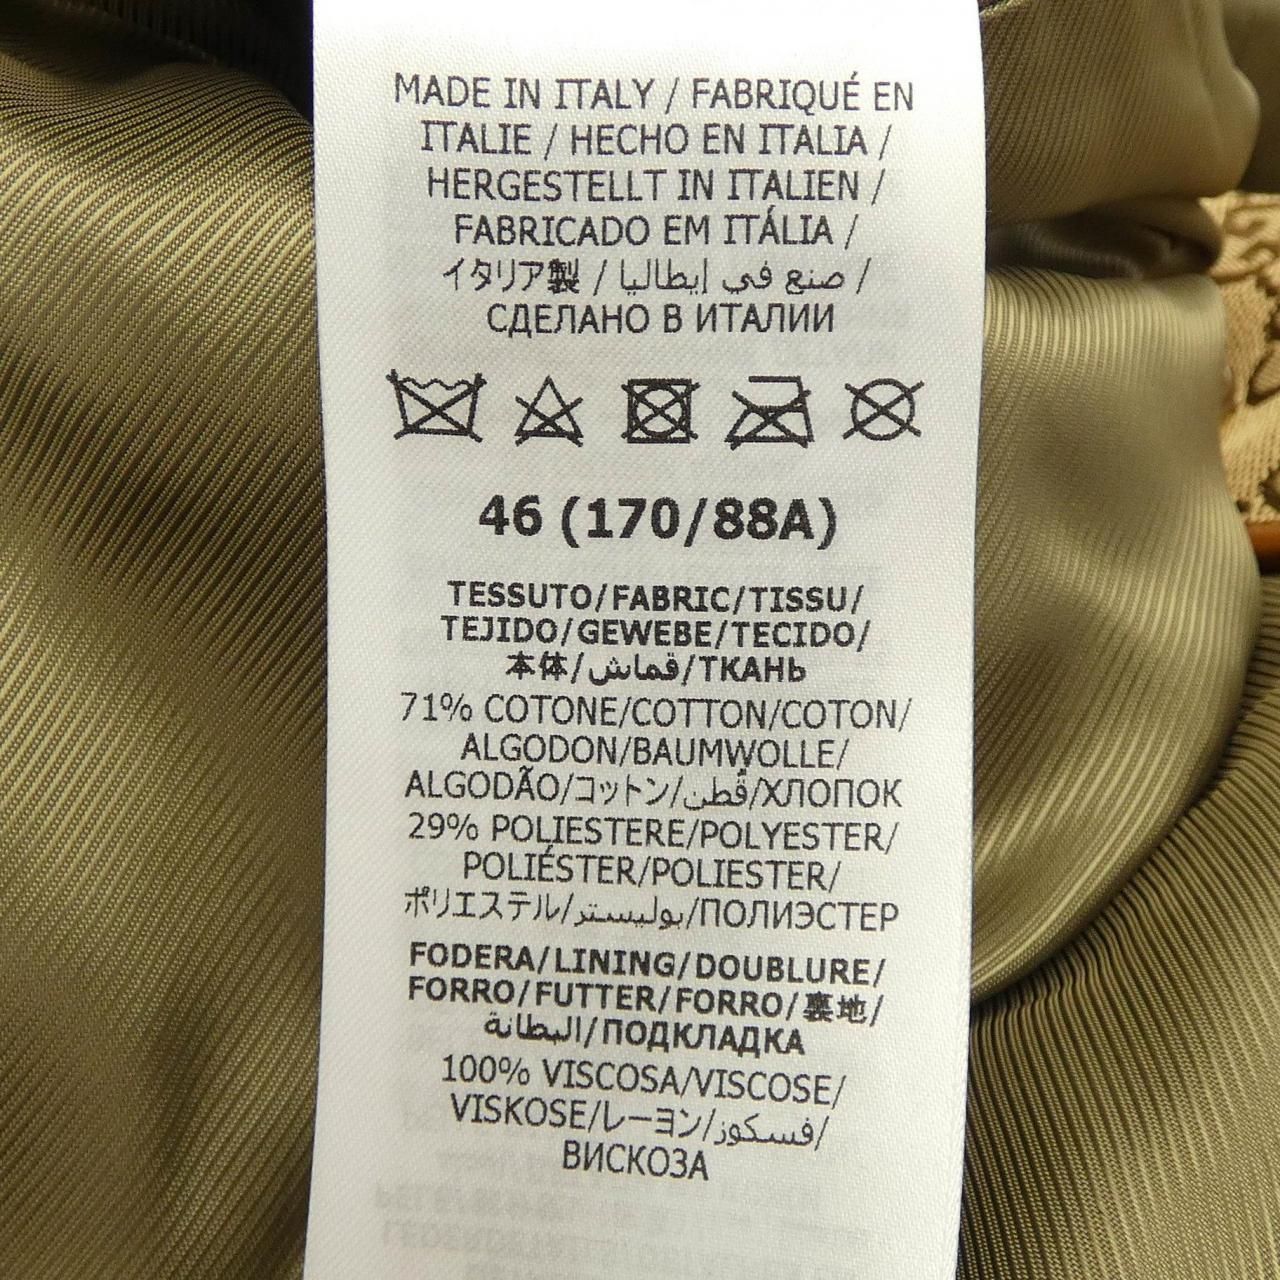 MADE IN ITALY / FABRIQUÉ EN
ITALIE / HECHO EN ITALIA /
HERGESTELLT IN ITALIEN /
FABRICADO EM ITÁLIA /
イタリア製 / صنع في إيطاليا /
СДЕЛАНО В ИТАЛИИ
46 (170/88A)
TESSUTO/FABRIC/TISSU/
TEJIDO/GEWEBE/TECIDO/
本体/قماش/ТКАНЬ
71% COTONE/COTTON/COTON/
ALGODON/BAUMWOLLE/
ALGODÃO/コットン/قُطن/ХЛОПОК
29% POLIESTERE/POLYESTER/
POLIÉSTER/POLIESTER/
ポリエステル/بوليستر/ПОЛИЭСТЕР
FODERA/LINING/DOUBLURE/
FORRO/FUTTER/FORRO/裏地/
البطانة/ПОДКЛАДКА
100% VISCOSA/VISCOSE/
VISKOSE/レーヨン/فسكوز/
ВИСКОЗА